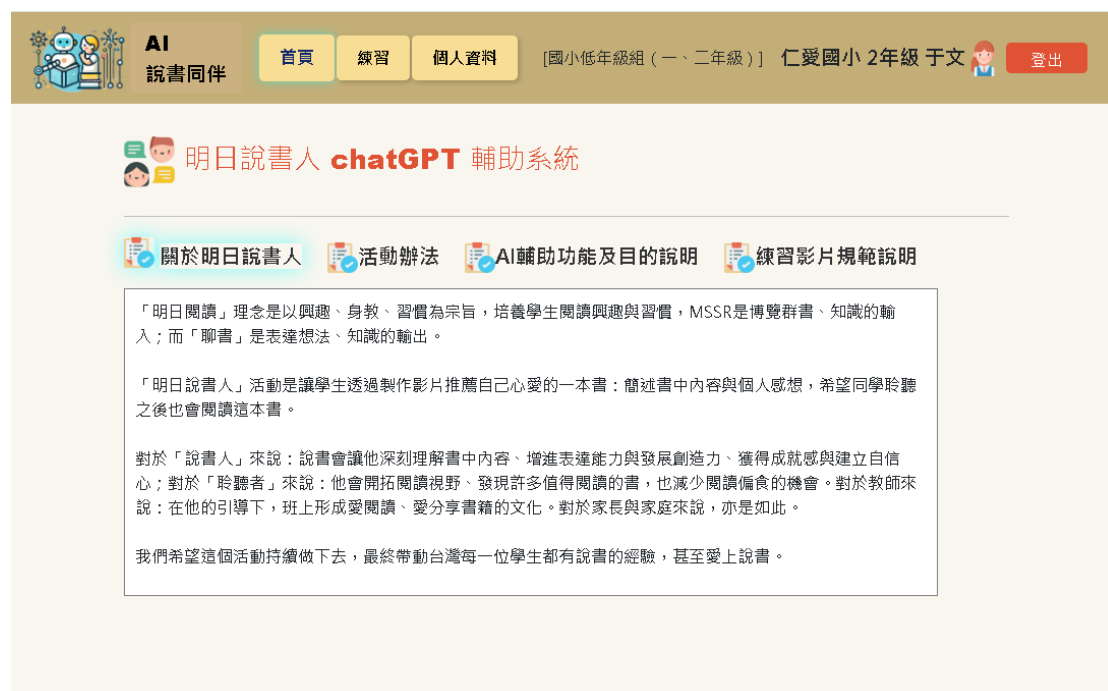 AI
說書同伴
首頁
練習
個人資料
[國小低年級組(一、二年級)]
仁愛國小 2年級 于文
登出
明日說書人 chatGPT 輔助系統
關於明日說書人
活動辦法
AI輔助功能及目的說明
練習影片規範說明
「明日閱讀」理念是以興趣、身教、習慣為宗旨,培養學生閱讀興趣與習慣,MSSR是博覽群書、知識的輸
入;而「聊書」是表達想法、知識的輸出。
「明日說書人」活動是讓學生透過製作影片推薦自己心愛的一本書:簡述書中內容與個人感想,希望同學聆聽
之後也會閱讀這本書。
對於「說書人」來說:說書會讓他深刻理解書中內容、增進表達能力與發展創造力、獲得成就感與建立自信
心;對於「聆聽者」來說:他會開拓閱讀視野、發現許多值得閱讀的書,也減少閱讀偏食的機會。對於教師來
說:在他的引導下,班上形成愛閱讀、愛分享書籍的文化。對於家長與家庭來說,亦是如此。
我們希望這個活動持續做下去,最終帶動台灣每一位學生都有說書的經驗,甚至愛上說書。